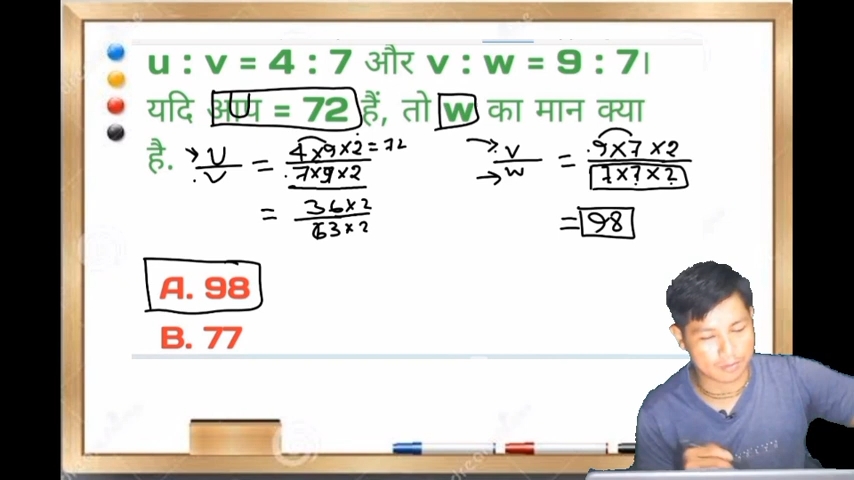 u : v = 4 : 7 और v : w = 9 : 7।
यदि आप = 72 हैं, तो w का मान क्या
है.
U/V = 4×9×2/7×9×2 = 72
= 36×2/63×2
V/W = 9×7×2/7×7×2
= 98
A. 98
B. 77